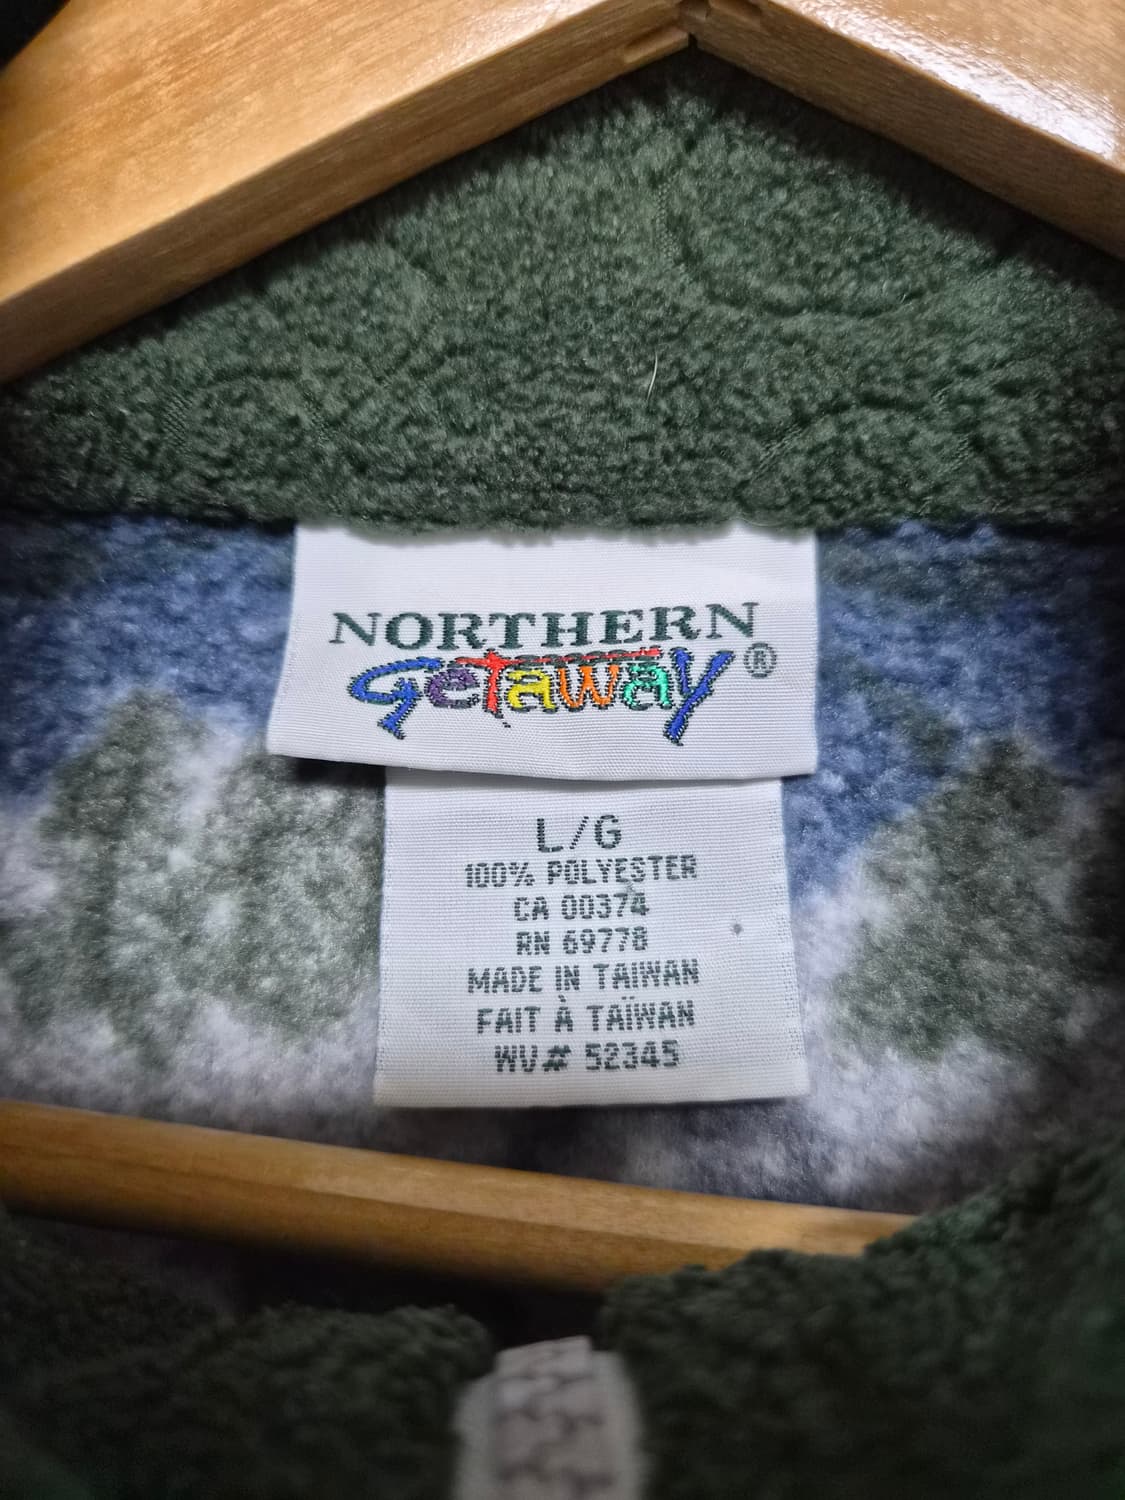 NORTHERN
Getaway®
L/G
100% POLYESTER
CA 00374
RN 69778
MADE IN TAIWAN
FAIT À TAÏWAN
WV# 52345